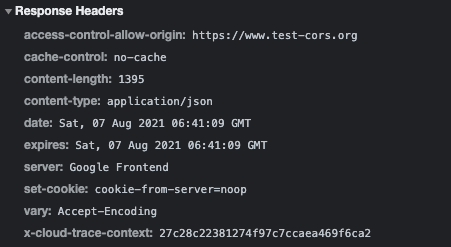 Response Headers
access-control-allow-origin: https://www.test-cors.org
cache-control: no-cache
content-length: 1395
content-type: application/json
date: Sat, 07 Aug 2021 06:41:09 GMT
expires: Sat, 07 Aug 2021 06:41:09 GMT
server: Google Frontend
set-cookie: cookie-from-server=noop
vary: Accept-Encoding
x-cloud-trace-context: 27c28c22381274f97c7ccaea469f6ca2